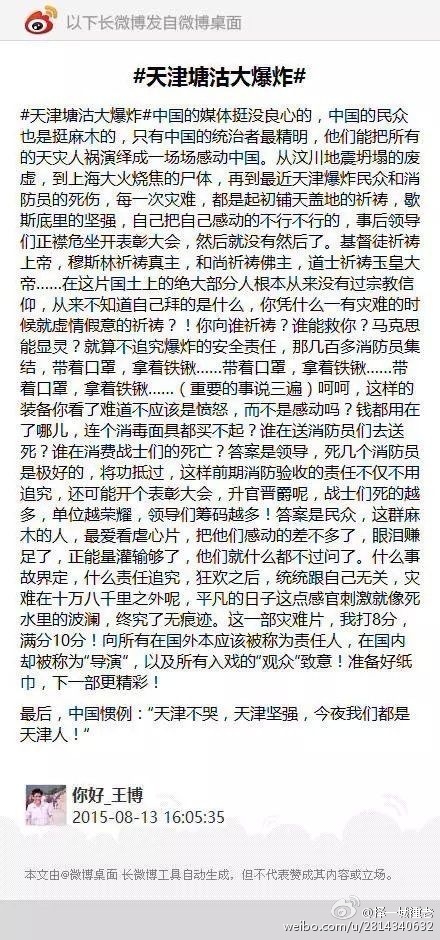 以下长微博发自微博桌面
#天津塘沽大爆炸#
#天津塘沽大爆炸#中国的媒体挺没良心的，中国的民众
也是挺麻木的，只有中国的统治者最精明，他们能把所有
的天灾人祸演绎成一场场感动中国。从汶川地震坍塌的废
虚，到上海大火烧焦的尸体，再到最近天津爆炸民众和消
防员的死伤，每一次灾难，都是起初铺天盖地的祈祷，歇
斯底里的坚强，自己把自己感动的不行不行的，事后领导
们正襟危坐开表彰大会，然后就没有然后了。基督徒祈祷
上帝，穆斯林祈祷真主，和尚祈祷佛主，道士祈祷玉皇大
帝......在这片国土上的绝大部分人根本从来没有过宗教信
仰，从来不知道自己拜的是什么，你凭什么一有灾难的时
候就虚情假意的祈祷？！你向谁祈祷？谁能救你？马克思
能显灵？就算不追究爆炸的安全责任，那几百多消防员集
结，带着口罩，拿着铁锹......带着口罩，拿着铁锹......带
着口罩，拿着铁锹......（重要的事说三遍）呵呵，这样的
装备你看了难道不应该是愤怒，而不是感动吗？钱都用在
了哪儿，连个消毒面具都买不起？谁在送消防员们去送
死？谁在消费战士们的死亡？答案是领导，死几个消防员
是极好的，将功抵过，这样前期消防验收的责任不仅不用
追究，还可能开个表彰大会，升官晋爵呢，战士们死的越
多，单位越荣耀，领导们筹码越多！答案是民众，这群麻
木的人，最爱看虐心片，把他们感动的差不多了，眼泪赚
足了，正能量灌输够了，他们就什么都不过问了。什么事
故界定，什么责任追究，狂欢之后，统统跟自己无关，灾
难在十万八千里之外呢，平凡的日子这点感官刺激就像死
水里的波澜，终究了无痕迹。这一部灾难片，我打8分，
满分10分！向所有在国外本应该被称为责任人，在国内
却被称为“导演”，以及所有入戏的“观众”致意！准备好纸
巾，下一部更精彩！
最后，中国惯例：“天津不哭，天津坚强，今夜我们都是
天津人！”
你好_王博
2015-08-13 16:05:35
本文由@微博桌面 长微博工具自动生成，但不代表赞成其内容或立场。
weibo.com/u/2814340632